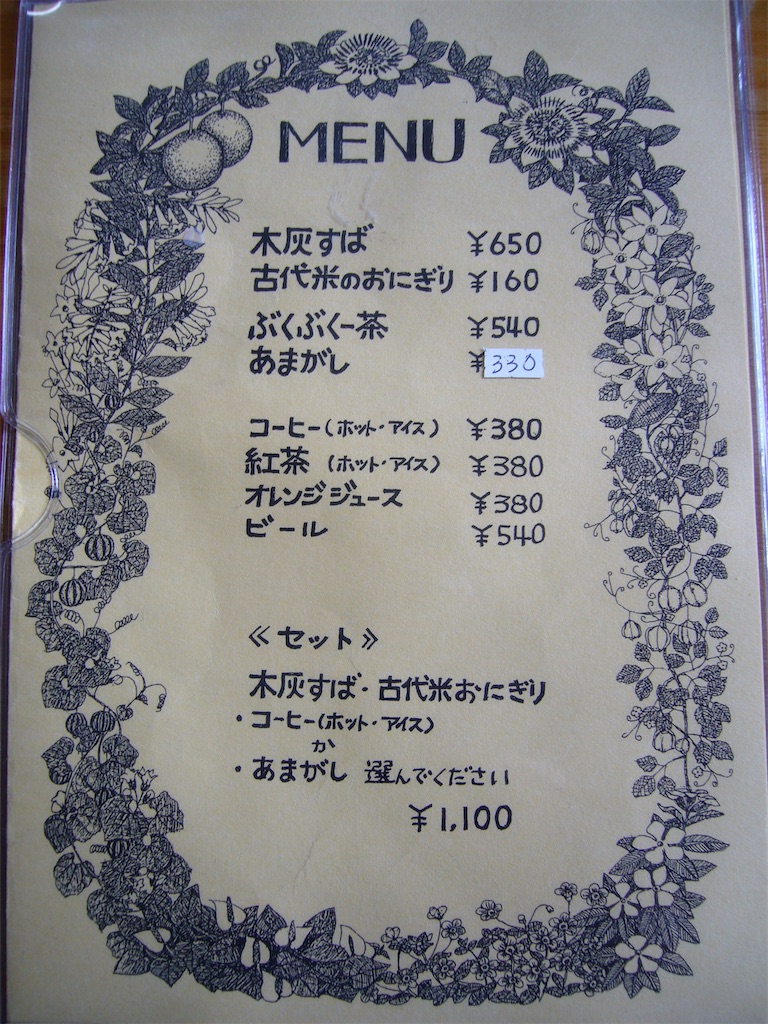 MENU
木灰すば ¥650
古代米のおにぎり ¥160
ぶくぶくー茶 ¥540
あまがし ¥330
コーヒー(ホット・アイス) ¥380
紅茶 (ホット・アイス) ¥380
オレンジジュース ¥380
ビール ¥540
《セット》
木灰すば・古代米おにぎり
・コーヒー(ホット・アイス)
か
・あまがし 選んでください
¥1,100